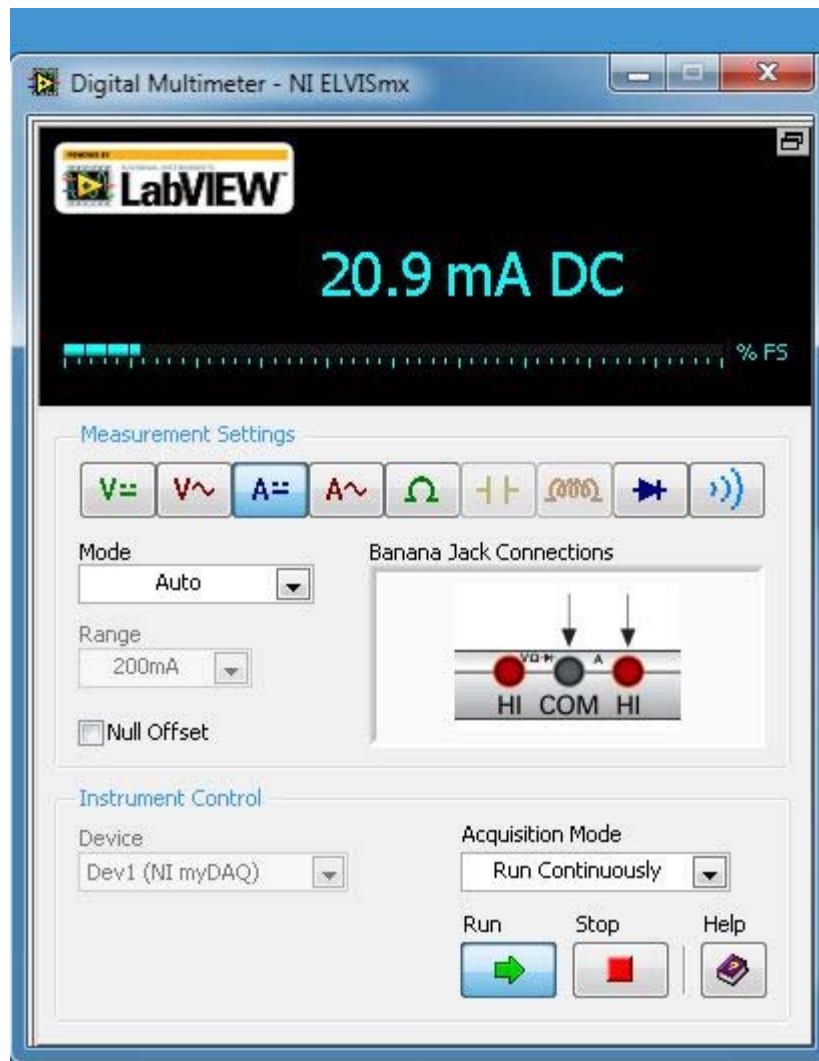 Digital Multimeter - NI ELVISmx
LabVIEW
20.9 mA DC
% FS
Measurement Settings
V V A A Ω
Mode
Banana Jack Connections
Auto
Range
200mA
VΩ A
HI COM HI
Null Offset
Instrument Control
Device
Acquisition Mode
Dev1 (NI myDAQ)
Run Continuously
Run Stop Help